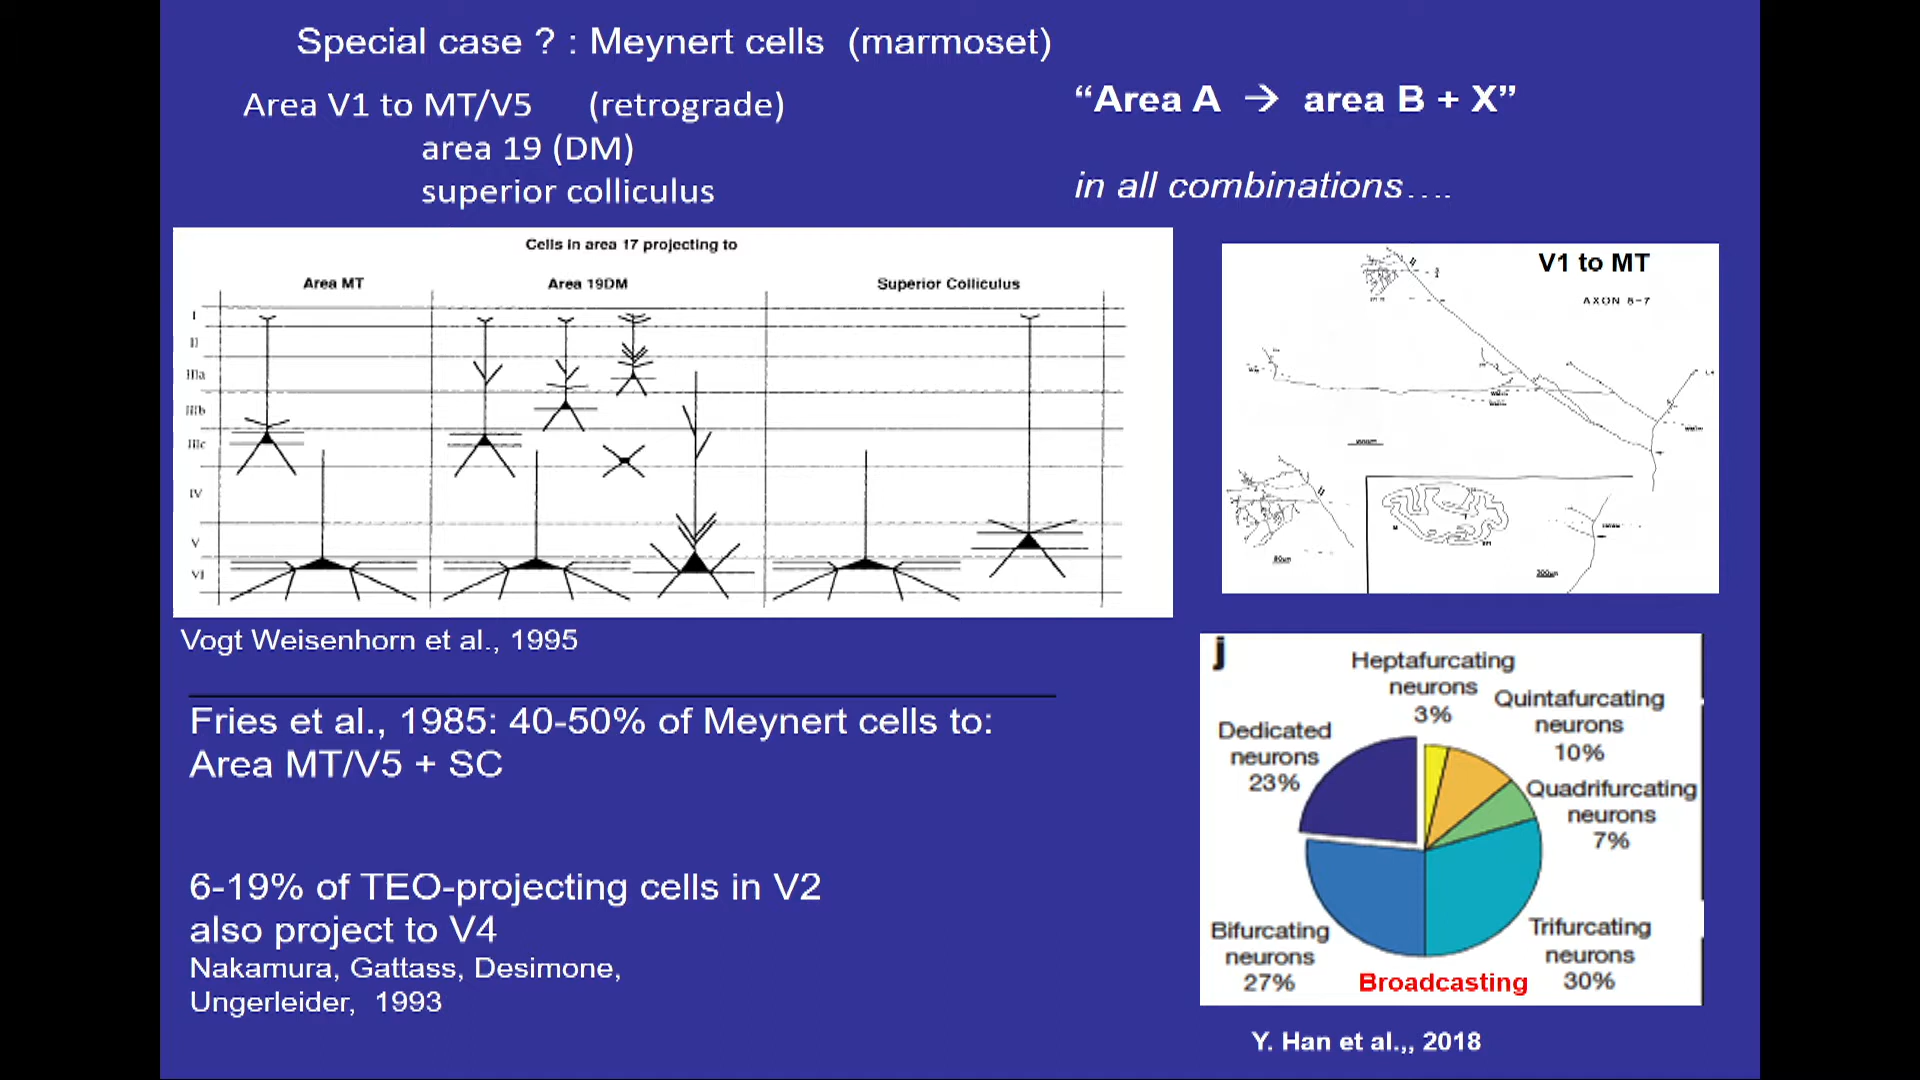 Special case ? : Meynert cells (marmoset)
Area V1 to MT/V5 (retrograde)
area 19 (DM)
superior colliculus
“Area A → area B + X”
in all combinations….
Cells in area 17 projecting to
Area MT Area 19DM Superior Colliculus
I
II
IIIa
IIIb
IIIc
IV
V
VI
Vogt Weisenhorn et al., 1995
V1 to MT
AXON 8-7
Fries et al., 1985: 40-50% of Meynert cells to:
Area MT/V5 + SC
6-19% of TEO-projecting cells in V2
also project to V4
Nakamura, Gattass, Desimone,
Ungerleider, 1993
j
Heptafurcating
neurons
3%
Quintafurcating
neurons
10%
Dedicated
neurons
23%
Quadrifurcating
neurons
7%
Bifurcating
neurons
27%
Trifurcating
neurons
30%
Broadcasting
Y. Han et al.,, 2018